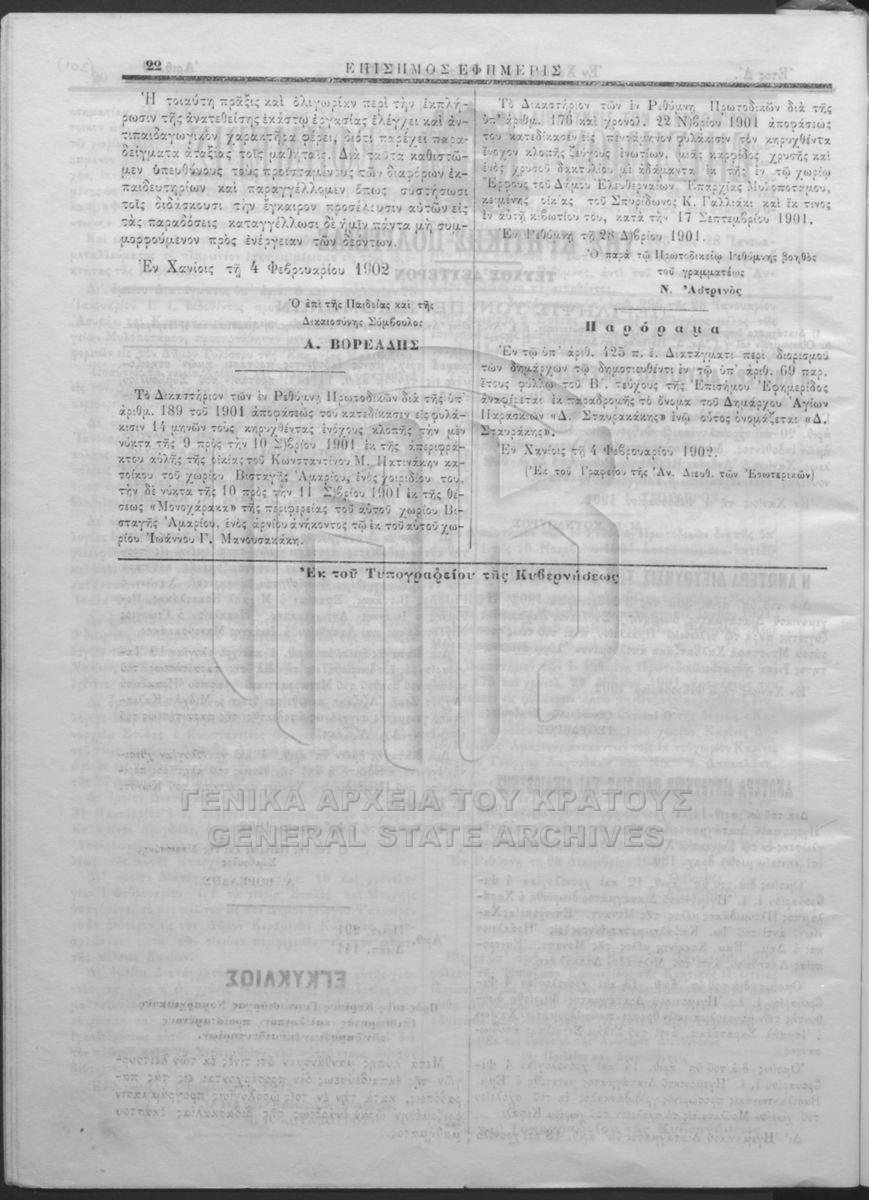 22
ΕΠΙΣΗΜΟΣ ΕΦΗΜΕΡΙΣ
Ἡ τοιαύτη πρᾶξις καὶ ὀλιγωρίαν περὶ τὴν ἐκπλή-
ρωσιν τῆς ἀνατεθείσης ἑκάστῳ ἐργασίας ἐλέγχει καὶ ἀν-
τιπαιδαγωγικὸν χαρακτῆρα φέρει, διότι παρέχει παρα-
δείγματα ἀταξίας τοῖς μαθηταῖς. Διὰ ταῦτα καθιστῶ-
μεν ὑπευθύνους τοὺς προϊσταμένους τῶν διαφόρων ἐκ-
παιδευτηρίων καὶ παραγγέλλομεν ὅπως συστήσωσι
τοῖς διδάσκουσι τὴν ἔγκαιρον προσέλευσιν αὐτῶν εἰς
τὰς παραδόσεις καταγγέλλωσι δὲ ἡμῖν πάντα μὴ συμ-
μορφούμενον πρὸς ἐνέργειαν τῶν δεόντων.
Ἐν Χανίοις τῇ 4 Φεβρουαρίου 1902
Ὁ ἐπὶ τῆς Παιδείας καὶ τῆς
Δικαιοσύνης Σύμβουλος
Α. ΒΟΡΕΑΔΗΣ
Τὸ Δικαστήριον τῶν ἐν Ρεθύμνῃ Πρωτοδικῶν διὰ τῆς ὑπ'
ἀριθμ. 189 τοῦ 1901 ἀποφάσεώς του κατεδίκασεν εἰς φυλά-
κισιν 14 μηνῶν τοὺς κηρυχθέντας ἐνόχους κλοπῆς τὴν μὲν
νύκτα τῆς 9 πρὸς τὴν 10 Σ)βρίου 1901 ἐκ τῆς ἀπεριφρά-
κτου αὐλῆς τῆς οἰκίας τοῦ Κωνσταντίνου Μ. Πατινάκην κα-
τοίκου τοῦ χωρίου Βισταγῆς Ἀμαρίου, ἑνὸς χοιριδίου του,
τὴν δὲ νύκτα τῆς 10 πρὸς τὴν 11 Σ)βρίου 1901 ἐκ τῆς θέ-
σεως «Μονοχάρακα» τῆς περιφερείας τοῦ αὐτοῦ χωρίου Βι-
σταγῆς Ἀμαρίου, ἑνὸς ἀρνίου ἀνήκοντος τῷ ἐκ τοῦ αὐτοῦ χω-
ρίου Ἰωάννου Γ. Μανουσακάκη.
Τὸ Δικαστήριον τῶν ἐν Ρεθύμνῃ Πρωτοδικῶν διὰ τῆς
ὑπ' ἀριθμ. 176 καὶ χρονολ. 22 Ν)βρίου 1901 ἀποφάσεώς
του κατεδίκασεν εἰς πεντάμηνον φυλάκισιν τὸν κηρυχθέντα
ἔνοχον κλοπῆς ζεύγους ἐνωτίων, μιᾶς καρφίδος χρυσῆς καὶ
ἑνὸς χρυσοῦ δακτυλίου μὲ ἀδάμαντα ἐκ τῆς ἐν τῷ χωρίῳ
Ἔρφους τοῦ Δήμου Ἐλευθερναίων Ἐπαρχίας Μυλοποτάμου,
κειμένης οἰκίας τοῦ Σπυρίδωνος Κ. Γαλλιάκι καὶ ἔκ τινος
ἐν αὐτῇ κιβωτίου του, κατὰ τὴν 17 Σεπτεμβρίου 1901.
Ἐν Ρεθύμνῃ τῇ 28 Δ)βρίου 1901.
Ὁ παρὰ τῷ Πρωτοδικείῳ Ρεθύμνης βοηθὸς
τοῦ γραμματέως
Ν. Ἀστρινὸς
Παρόραμα
Ἐν τῷ ὑπ' ἀριθ. 425 π. ἔ. Διατάγματι περὶ διορισμοῦ
τῶν δημάρχων τῷ δημοσιευθέντι ἐν τῷ ὑπ' ἀριθ. 69 παρ.
ἔτους φύλλῳ τοῦ Β'. τεύχους τῆς Ἐπισήμου Ἐφημερίδος
ἀναφέρεται ἐκ παραδρομῆς τὸ ὄνομα τοῦ Δημάρχου Ἁγίων
Παρασκιῶν «Δ. Σταυρακάκης» ἐνῷ οὗτος ὀνομάζεται «Δ.
Σταυράκης».
Ἐν Χανίοις τῇ 4 Φεβρουαρίου 1902.
(Ἐκ τοῦ Γραφείου τῆς Ἀν. Διευθ. τῶν Ἐσωτερικῶν)
Ἐκ τοῦ Τυπογραφείου τῆς Κυβερνήσεως
ΓΕΝΙΚΑ ΑΡΧΕΙΑ ΤΟΥ ΚΡΑΤΟΥΣ
GENERAL STATE ARCHIVES